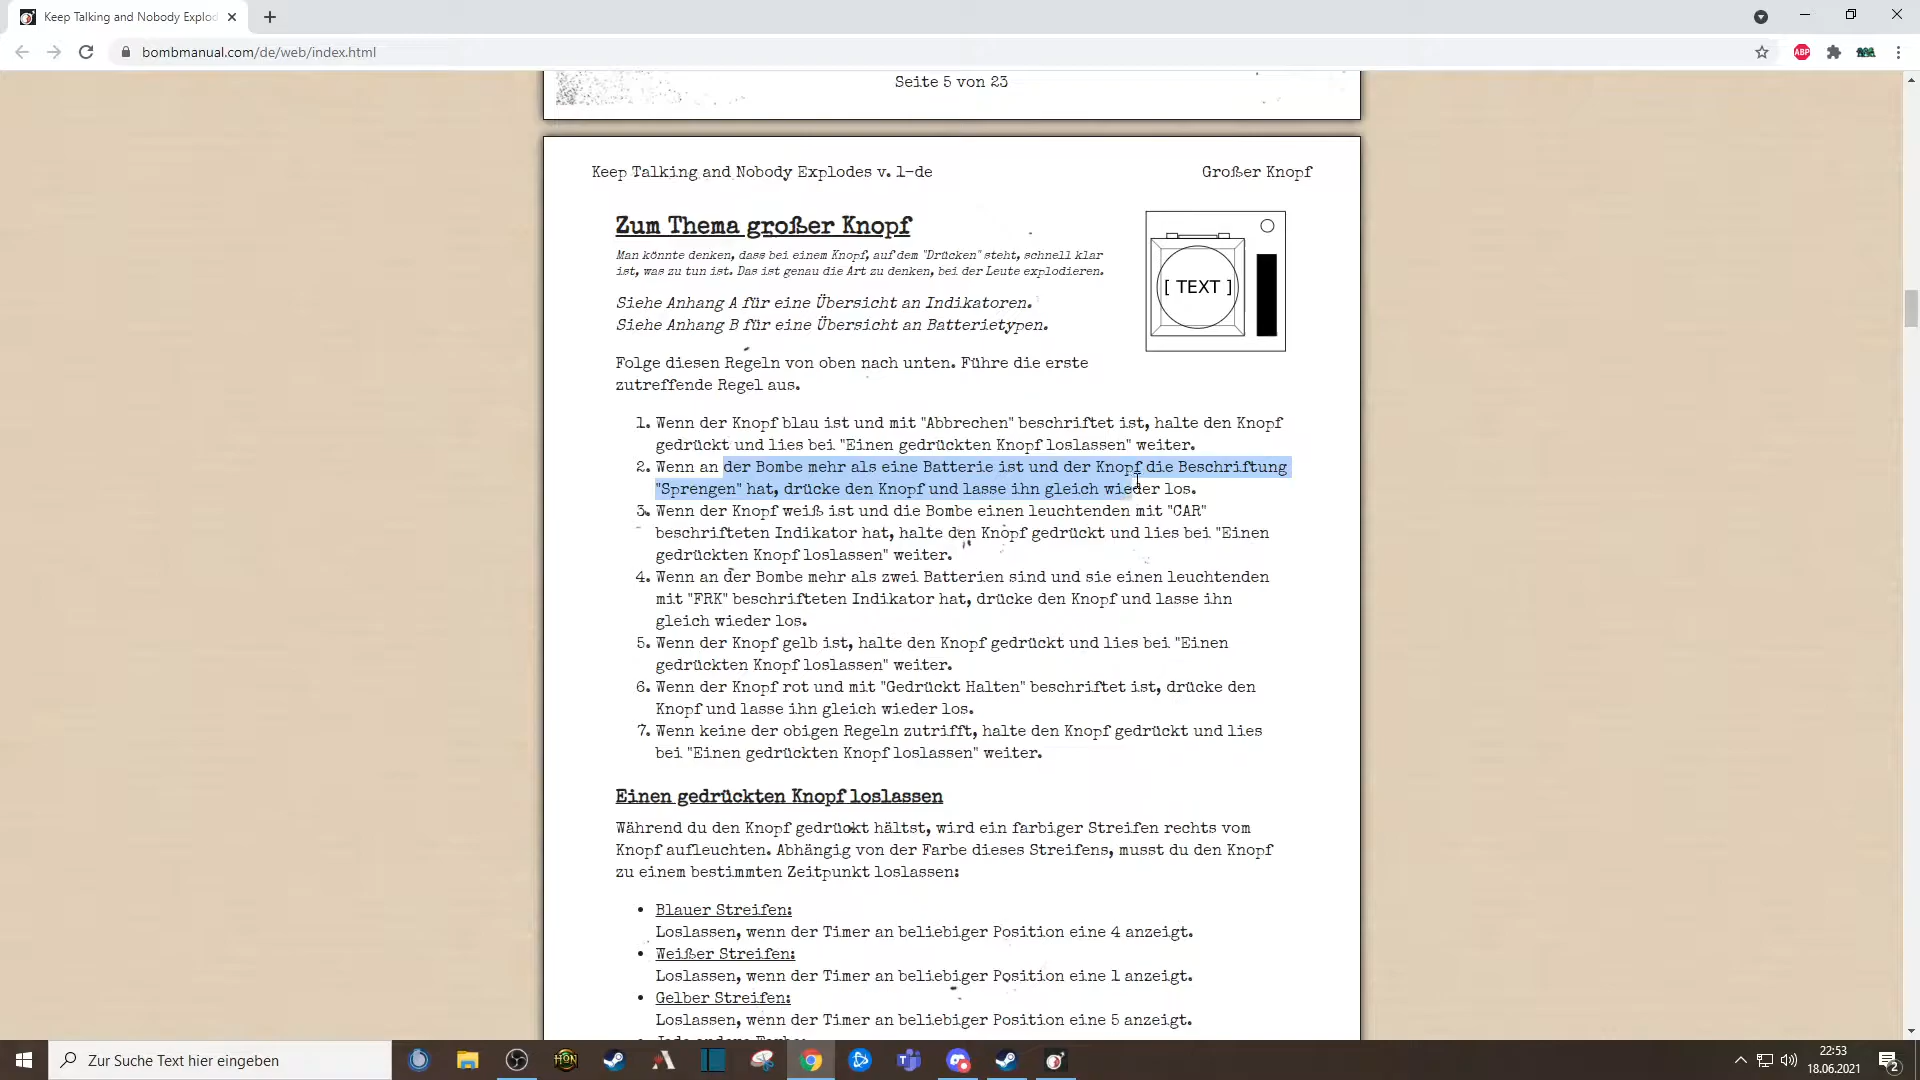 Keep Talking and Nobody Explod
bombmanual.com/de/web/index.html
ABP
Seite 5 von 23
Keep Talking and Nobody Explodes v. 1-de
Großer Knopf
Zum Thema großer Knopf
Man könnte denken, dass bei einem Knopf, auf dem "Drücken" steht, schnell klar
ist, was zu tun ist. Das ist genau die Art zu denken, bei der Leute explodieren.
[ TEXT ]
Siehe Anhang A für eine Übersicht an Indikatoren.
Siehe Anhang B für eine Übersicht an Batterietypen.
Folge diesen Regeln von oben nach unten. Führe die erste
zutreffende Regel aus.
1. Wenn der Knopf blau ist und mit "Abbrechen" beschriftet ist, halte den Knopf
gedrückt und lies bei "Einen gedrückten Knopf loslassen" weiter.
2. Wenn an der Bombe mehr als eine Batterie ist und der Knopf die Beschriftung
"Sprengen" hat, drücke den Knopf und lasse ihn gleich wieder los.
3. Wenn der Knopf weiß ist und die Bombe einen leuchtenden mit "CAR"
beschrifteten Indikator hat, halte den Knopf gedrückt und lies bei "Einen
gedrückten Knopf loslassen" weiter.
4. Wenn an der Bombe mehr als zwei Batterien sind und sie einen leuchtenden
mit "FRK" beschrifteten Indikator hat, drücke den Knopf und lasse ihn
gleich wieder los.
5. Wenn der Knopf gelb ist, halte den Knopf gedrückt und lies bei "Einen
gedrückten Knopf loslassen" weiter.
6. Wenn der Knopf rot und mit "Gedrückt Halten" beschriftet ist, drücke den
Knopf und lasse ihn gleich wieder los.
7. Wenn keine der obigen Regeln zutrifft, halte den Knopf gedrückt und lies
bei "Einen gedrückten Knopf loslassen" weiter.
Einen gedrückten Knopf loslassen
Während du den Knopf gedrückt hältst, wird ein farbiger Streifen rechts vom
Knopf aufleuchten. Abhängig von der Farbe dieses Streifens, musst du den Knopf
zu einem bestimmten Zeitpunkt loslassen:
• Blauer Streifen:
Loslassen, wenn der Timer an beliebiger Position eine 4 anzeigt.
• Weißer Streifen:
Loslassen, wenn der Timer an beliebiger Position eine 1 anzeigt.
• Gelber Streifen:
Loslassen, wenn der Timer an beliebiger Position eine 5 anzeigt.
Zur Suche Text hier eingeben
HON
22:53
18.06.2021
2